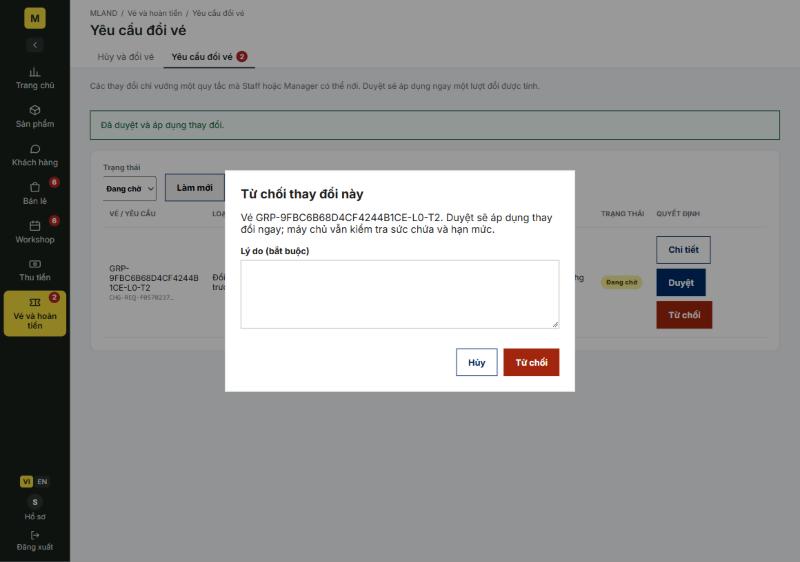 M
Trang chủ
Sản phẩm
Khách hàng
6
Bán lẻ
6
Workshop
Thu tiền
2
Vé và hoàn
tiền
VI EN
S
Hồ sơ
Đăng xuất
MLAND / Vé và hoàn tiền / Yêu cầu đổi vé
Yêu cầu đổi vé
Hủy và đổi vé
Yêu cầu đổi vé 2
Các thay đổi chỉ vướng một quy tắc mà Staff hoặc Manager có thể nới. Duyệt sẽ áp dụng ngay một lượt đổi được tính.
Đã duyệt và áp dụng thay đổi.
Trạng thái
Đang chờ
Làm mới
VÉ / YÊU CẦU
TRẠNG THÁI
QUYẾT ĐỊNH
GRP-
9FBC6B68D4CF4244B
1CE-L0-T2
Đang chờ
Chi tiết
Duyệt
Từ chối
Từ chối thay đổi này
Vé GRP-9FBC6B68D4CF4244B1CE-L0-T2. Duyệt sẽ áp dụng thay
đổi ngay; máy chủ vẫn kiểm tra sức chứa và hạn mức.
Lý do (bắt buộc)
Hủy
Từ chối